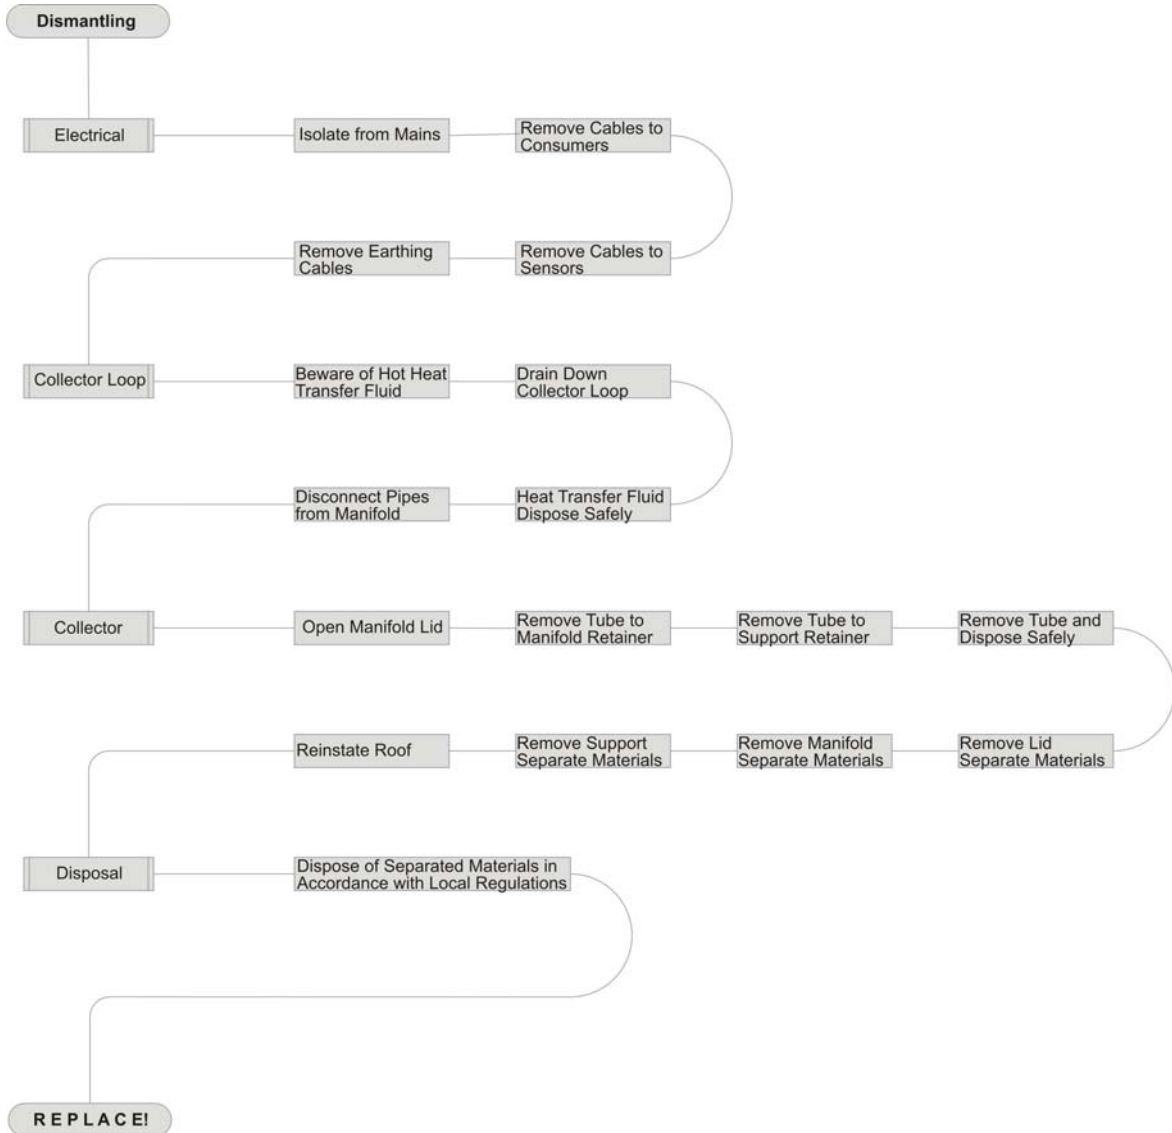 Dismantling
Electrical
Isolate from Mains
Remove Cables to
Consumers
Remove Cables to
Sensors
Remove Earthing
Cables
Collector Loop
Beware of Hot Heat
Transfer Fluid
Drain Down
Collector Loop
Heat Transfer Fluid
Dispose Safely
Disconnect Pipes
from Manifold
Collector
Open Manifold Lid
Remove Tube to
Manifold Retainer
Remove Tube to
Support Retainer
Remove Tube and
Dispose Safely
Remove Lid
Separate Materials
Remove Manifold
Separate Materials
Remove Support
Separate Materials
Reinstate Roof
Disposal
Dispose of Separated Materials in
Accordance with Local Regulations
R E P L A C E!